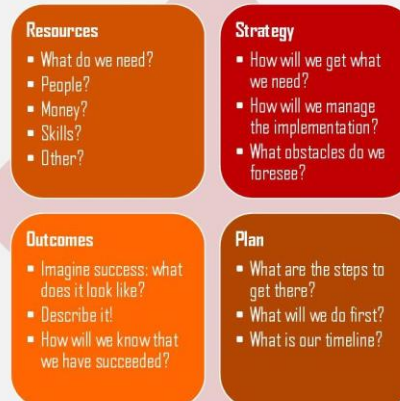 Resources
▪ What do we need?
▪ People?
▪ Money?
▪ Skills?
▪ Other?
Strategy
▪ How will we get what
we need?
▪ How will we manage
the implementation?
▪ What obstacles do we
foresee?
Outcomes
▪ Imagine success: what
does it look like?
▪ Describe it!
▪ How will we know that
we have succeeded?
Plan
▪ What are the steps to
get there?
▪ What will we do first?
▪ What is our timeline?